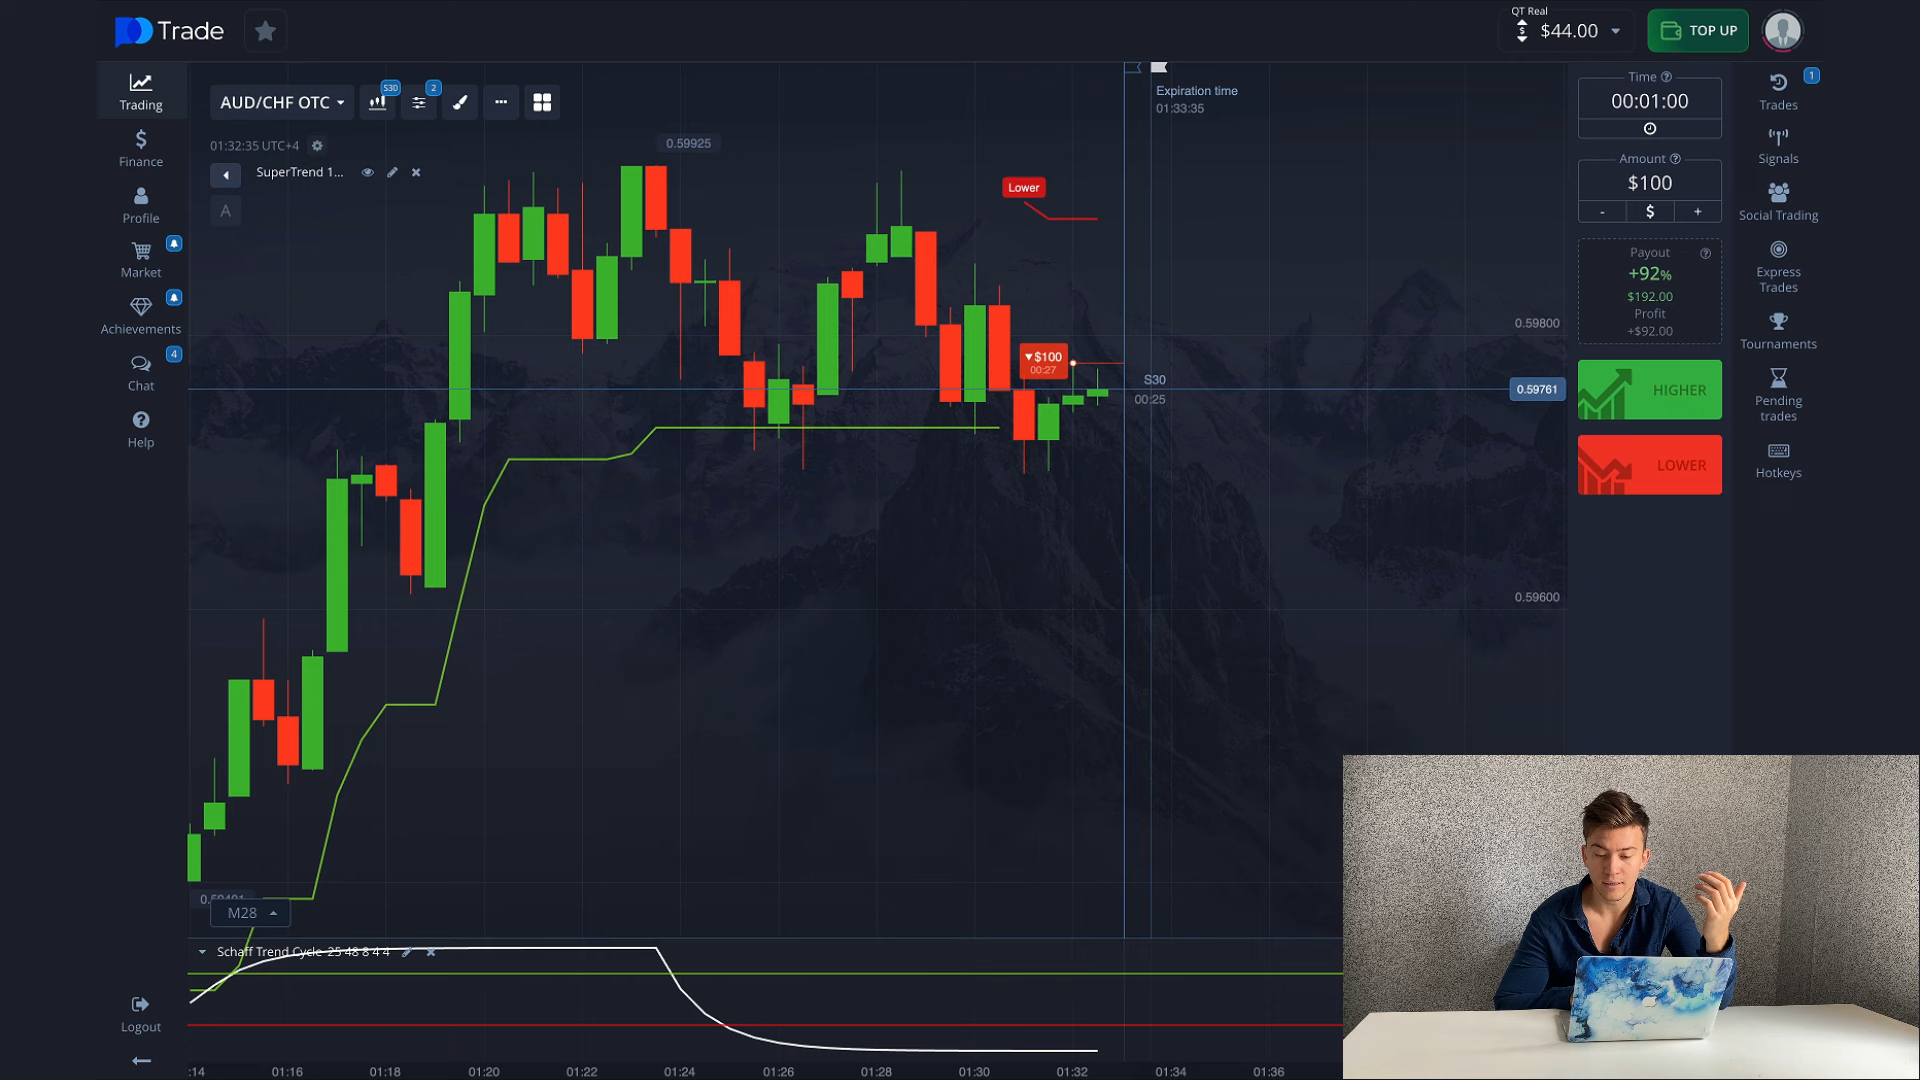 Trade
QT Real
$
$44.00
TOP UP
Trading
Finance
Profile
Market
Achievements
4
Chat
Help
Logout
AUD/CHF OTC
S30
2
01:32:35 UTC+4
SuperTrend 1...
A
0.59925
Lower
Expiration time
01:33:35
0.59800
$100
00:27
S30
00:25
0.59761
0.59600
M28
Schaff Trend Cycle 25 48 8 4 4
:14
01:16
01:18
01:20
01:22
01:24
01:26
01:28
01:30
01:32
01:34
01:36
Time
00:01:00
Amount
$100
-
$
+
Payout
+92%
$192.00
Profit
+$92.00
HIGHER
LOWER
1
Trades
Signals
Social Trading
Express
Trades
Tournaments
Pending
trades
Hotkeys